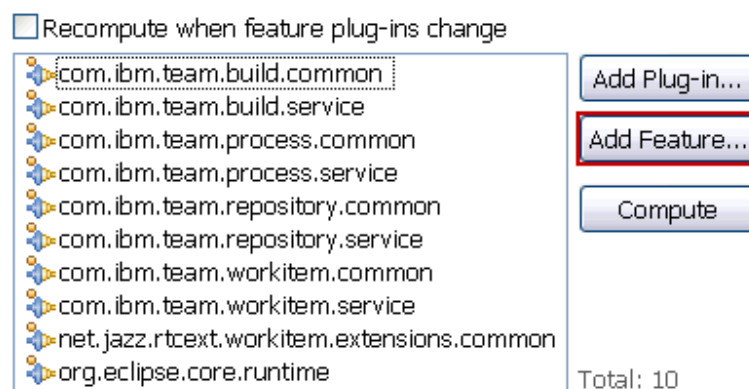 Recompute when feature plug-ins change
com.ibm.team.build.common
Add Plug-in...
com.ibm.team.build.service
com.ibm.team.process.common
Add Feature...
com.ibm.team.process.service
com.ibm.team.repository.common
Compute
com.ibm.team.repository.service
com.ibm.team.workitem.common
com.ibm.team.workitem.service
net.jazz.rtcext.workitem.extensions.common
org.eclipse.core.runtime
Total: 10